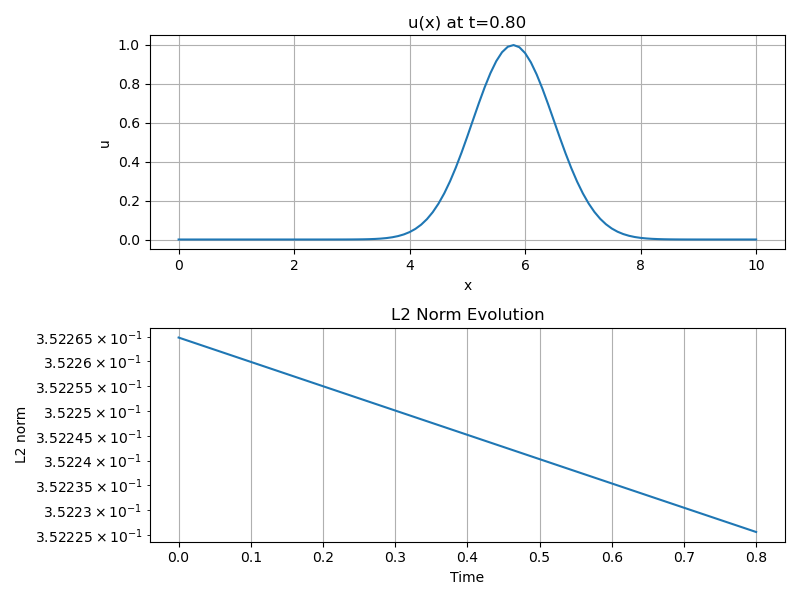 u(x) at t=0.80
1.0
0.8
0.6
0.4
0.2
0.0
u
0 2 4 6 8 10
x
L2 Norm Evolution
3.52265 × 10⁻¹
3.5226 × 10⁻¹
3.52255 × 10⁻¹
3.5225 × 10⁻¹
3.52245 × 10⁻¹
3.5224 × 10⁻¹
3.52235 × 10⁻¹
3.5223 × 10⁻¹
3.52225 × 10⁻¹
L2 norm
0.0 0.1 0.2 0.3 0.4 0.5 0.6 0.7 0.8
Time